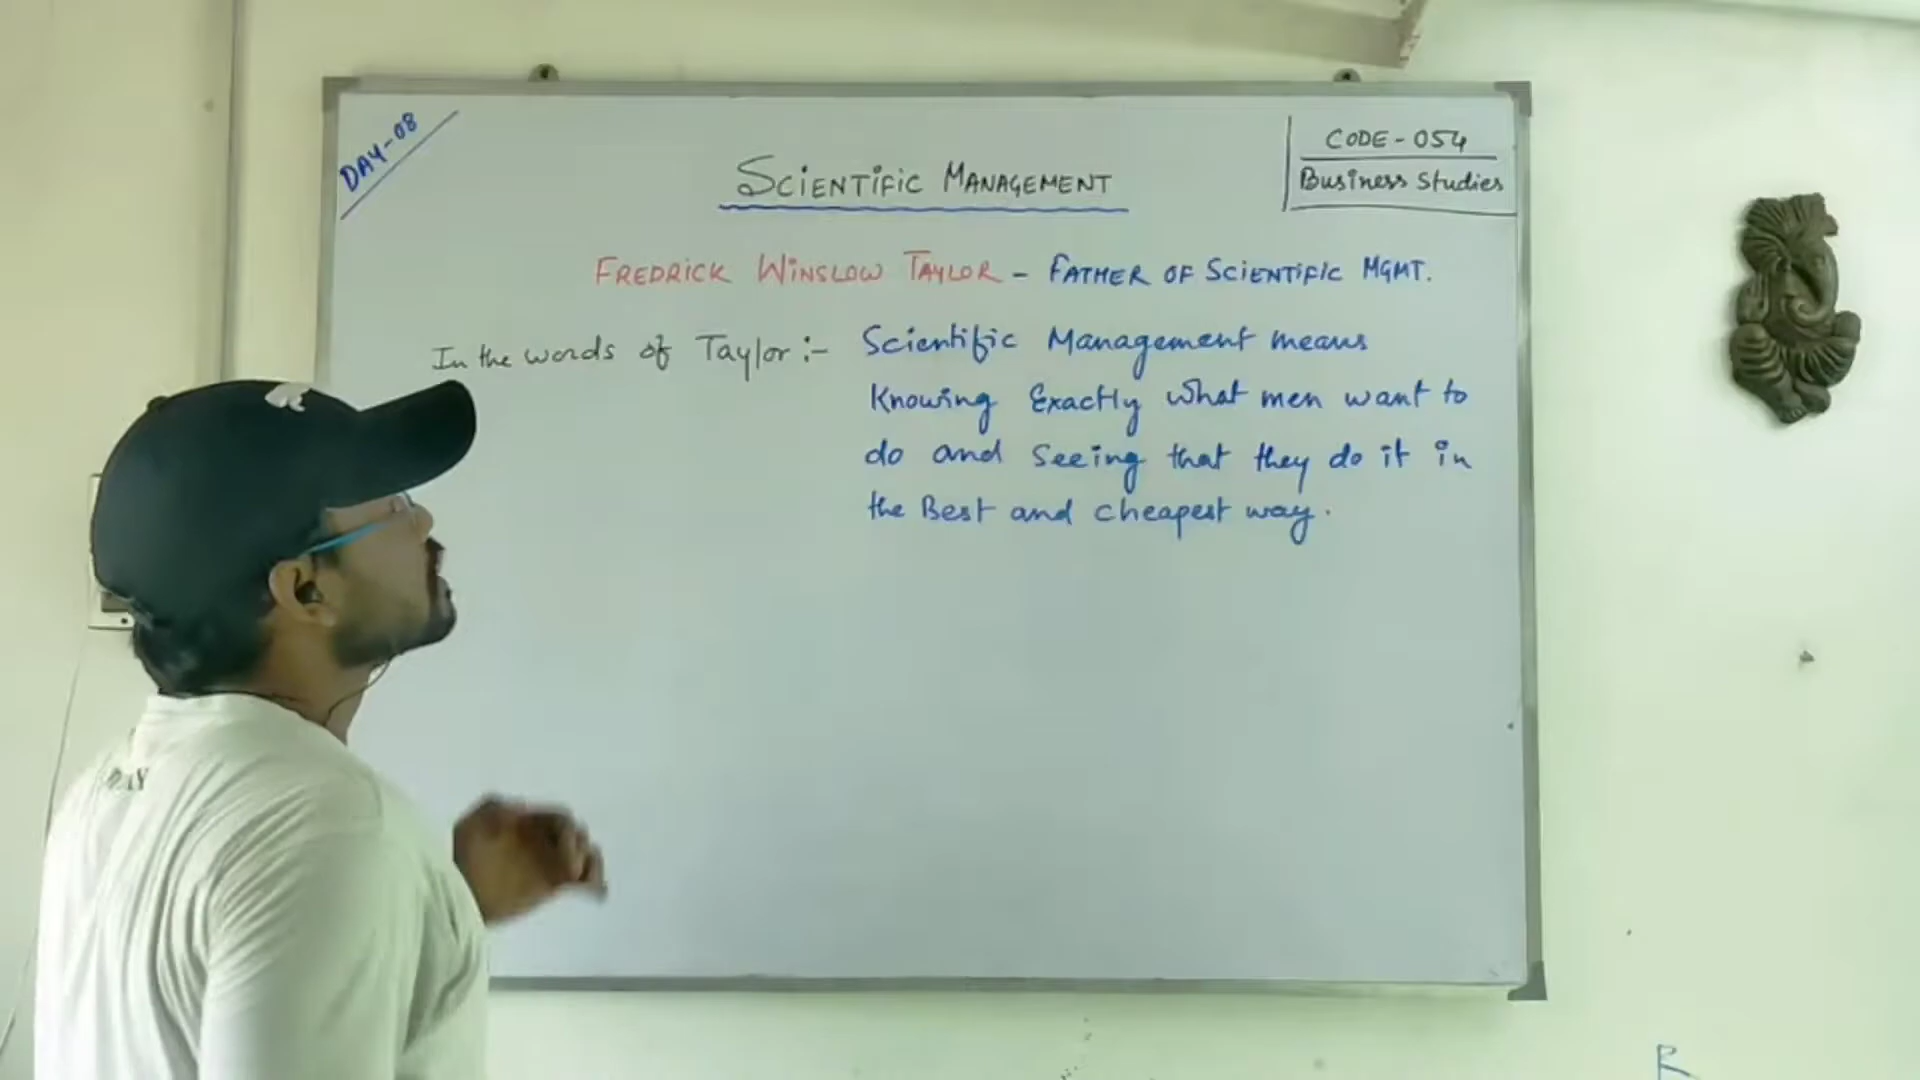 DAY-08
SCIENTIFIC MANAGEMENT
CODE - 054
Business Studies
FREDRICK WINSLOW TAYLOR - FATHER OF SCIENTIFIC MGMT.
In the words of Taylor :- Scientific Management means
Knowing Exactly what men want to
do and Seeing that they do it in
the Best and cheapest way.